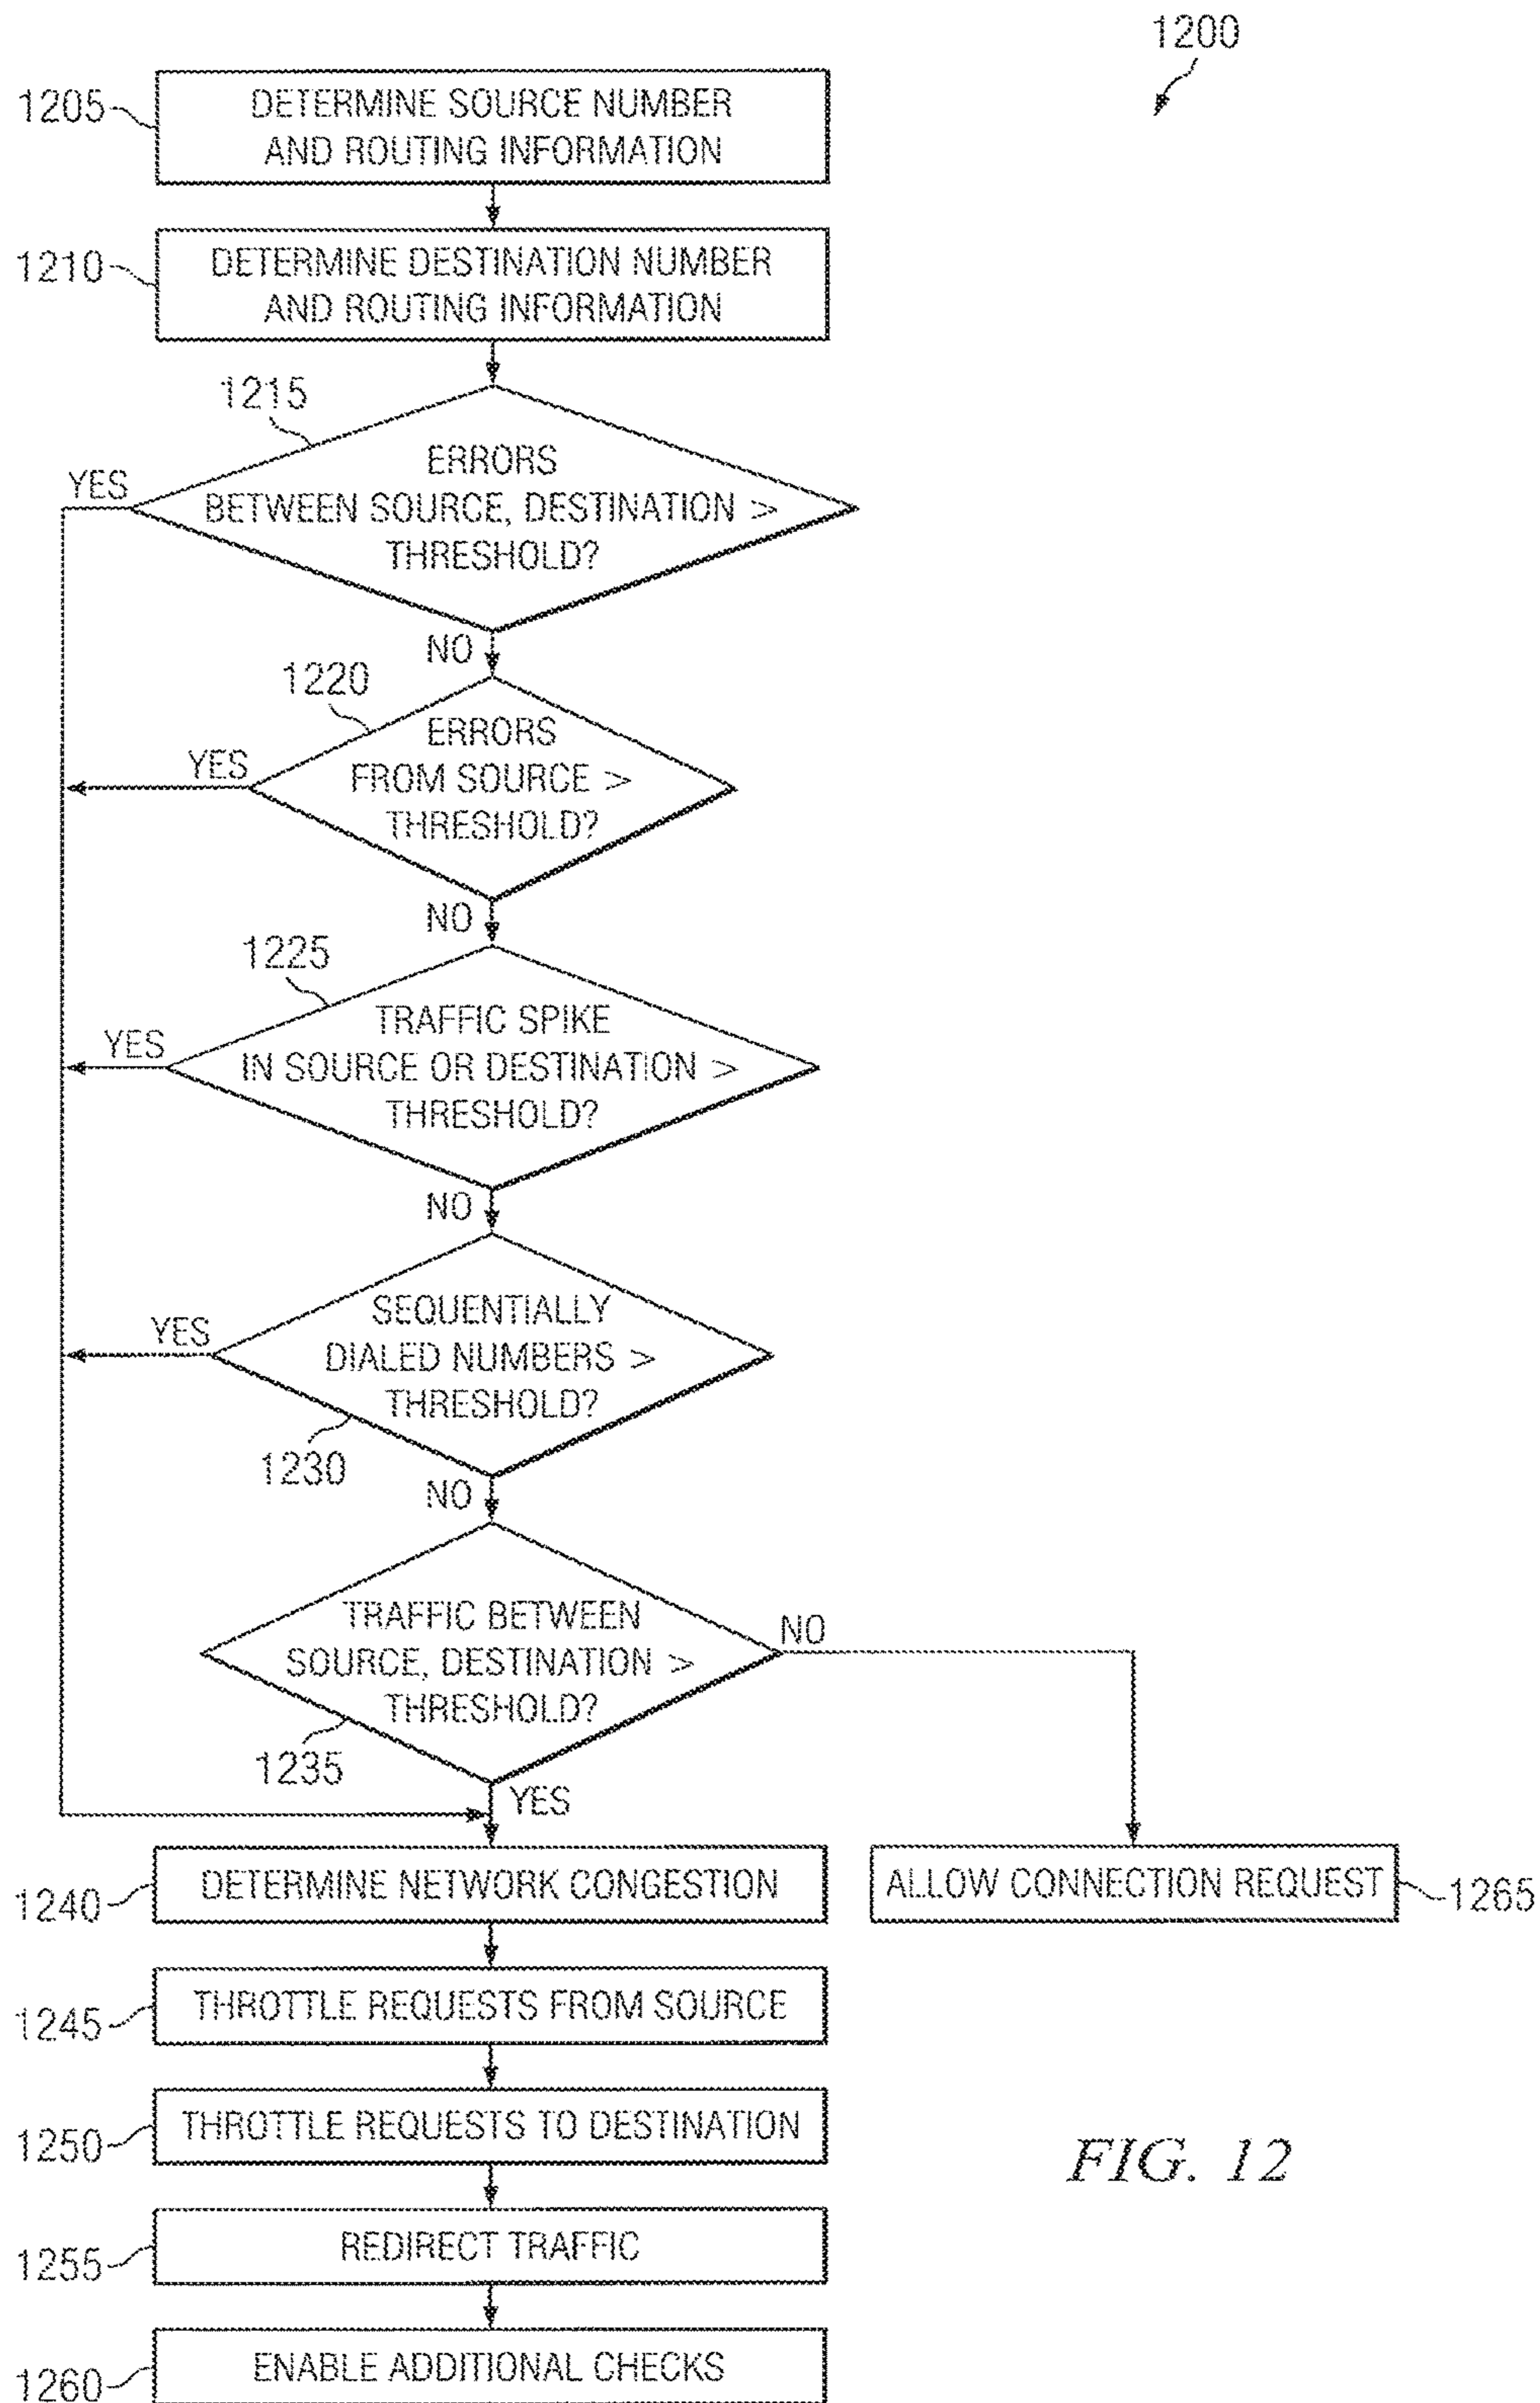 1200
1205
DETERMINE SOURCE NUMBER
AND ROUTING INFORMATION
1210
DETERMINE DESTINATION NUMBER
AND ROUTING INFORMATION
1215
YES
ERRORS
BETWEEN SOURCE, DESTINATION >
THRESHOLD?
NO
1220
YES
ERRORS
FROM SOURCE >
THRESHOLD?
NO
1225
YES
TRAFFIC SPIKE
IN SOURCE OR DESTINATION >
THRESHOLD?
NO
YES
SEQUENTIALLY
DIALED NUMBERS >
THRESHOLD?
1230
NO
TRAFFIC BETWEEN
SOURCE, DESTINATION >
THRESHOLD?
NO
1235
YES
1240
DETERMINE NETWORK CONGESTION
ALLOW CONNECTION REQUEST
1265
1245
THROTTLE REQUESTS FROM SOURCE
1250
THROTTLE REQUESTS TO DESTINATION
FIG. 12
1255
REDIRECT TRAFFIC
1260
ENABLE ADDITIONAL CHECKS